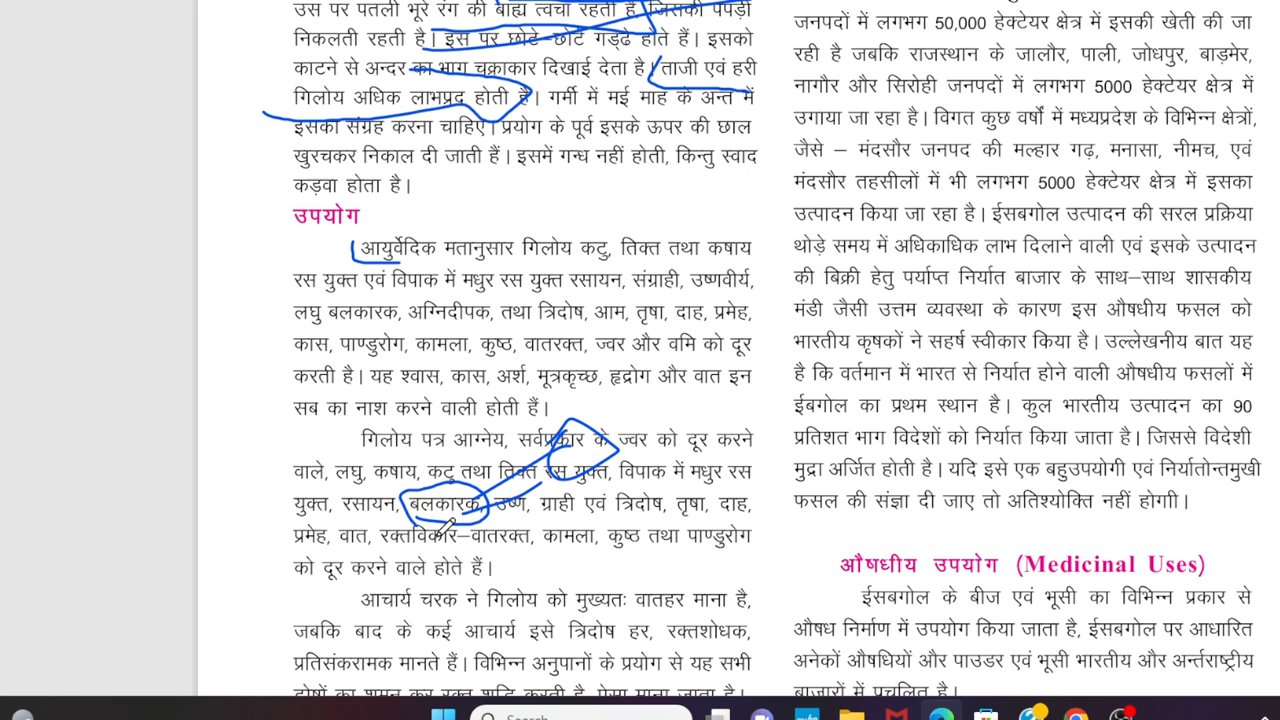 उस पर पतली भूरे रंग की बाह्य त्वचा रहती है जिसकी पपड़ी
निकलती रहती है। इस पर छोटे–छोटे गड्ढे होते हैं। इसको
काटने से अन्दर का भाग चक्राकार दिखाई देता है। ताजी एवं हरी
गिलोय अधिक लाभप्रद होती है। गर्मी में मई माह के अन्त में
इसका संग्रह करना चाहिए। प्रयोग के पूर्व इसके ऊपर की छाल
खुरचकर निकाल दी जाती हैं। इसमें गन्ध नहीं होती, किन्तु स्वाद
कड़वा होता है।
उपयोग
आयुर्वेदिक मतानुसार गिलोय कटु, तिक्त तथा कषाय
रस युक्त एवं विपाक में मधुर रस युक्त रसायन, संग्राही, उष्णवीर्य,
लघु बलकारक, अग्निदीपक, तथा त्रिदोष, आम, तृषा, दाह, प्रमेह,
कास, पाण्डुरोग, कामला, कुष्ठ, वातरक्त, ज्वर और वमि को दूर
करती है। यह श्वास, कास, अर्श, मूत्रकृच्छ, हृद्रोग और वात इन
सब का नाश करने वाली होती हैं।
गिलोय पत्र आग्नेय, सर्वप्रकार के ज्वर को दूर करने
वाले, लघु, कषाय, कटु तथा तिक्त रस युक्त, विपाक में मधुर रस
युक्त, रसायन, बलकारक, उष्ण, ग्राही एवं त्रिदोष, तृषा, दाह,
प्रमेह, वात, रक्तविकार–वातरक्त, कामला, कुष्ठ तथा पाण्डुरोग
को दूर करने वाले होते हैं।
आचार्य चरक ने गिलोय को मुख्यतः वातहर माना है,
जबकि बाद के कई आचार्य इसे त्रिदोष हर, रक्तशोधक,
प्रतिसंकरामक मानते हैं। विभिन्न अनुपानों के प्रयोग से यह सभी
दोषों का शमन कर रक्त शुद्धि करती है, ऐसा माना जाता है।
जनपदों में लगभग 50,000 हेक्टेयर क्षेत्र में इसकी खेती की जा
रही है जबकि राजस्थान के जालौर, पाली, जोधपुर, बाड़मेर,
नागौर और सिरोही जनपदों में लगभग 5000 हेक्टेयर क्षेत्र में
उगाया जा रहा है। विगत कुछ वर्षों में मध्यप्रदेश के विभिन्न क्षेत्रों,
जैसे – मंदसौर जनपद की मल्हार गढ़, मनासा, नीमच, एवं
मंदसौर तहसीलों में भी लगभग 5000 हेक्टेयर क्षेत्र में इसका
उत्पादन किया जा रहा है। ईसबगोल उत्पादन की सरल प्रक्रिया
थोड़े समय में अधिकाधिक लाभ दिलाने वाली एवं इसके उत्पादन
की बिक्री हेतु पर्याप्त निर्यात बाजार के साथ–साथ शासकीय
मंडी जैसी उत्तम व्यवस्था के कारण इस औषधीय फसल को
भारतीय कृषकों ने सहर्ष स्वीकार किया है। उल्लेखनीय बात यह
है कि वर्तमान में भारत से निर्यात होने वाली औषधीय फसलों में
ईबगोल का प्रथम स्थान है। कुल भारतीय उत्पादन का 90
प्रतिशत भाग विदेशों को निर्यात किया जाता है। जिससे विदेशी
मुद्रा अर्जित होती है। यदि इसे एक बहुउपयोगी एवं निर्यातोन्तमुखी
फसल की संज्ञा दी जाए तो अतिश्योक्ति नहीं होगाी।
औषधीय उपयोग (Medicinal Uses)
ईसबगोल के बीज एवं भूसी का विभिन्न प्रकार से
औषध निर्माण में उपयोग किया जाता है, ईसबगोल पर आधारित
अनेकों औषधियों और पाउडर एवं भूसी भारतीय और अर्न्तराष्ट्रीय
बाजारों में प्रचलित है।
Search